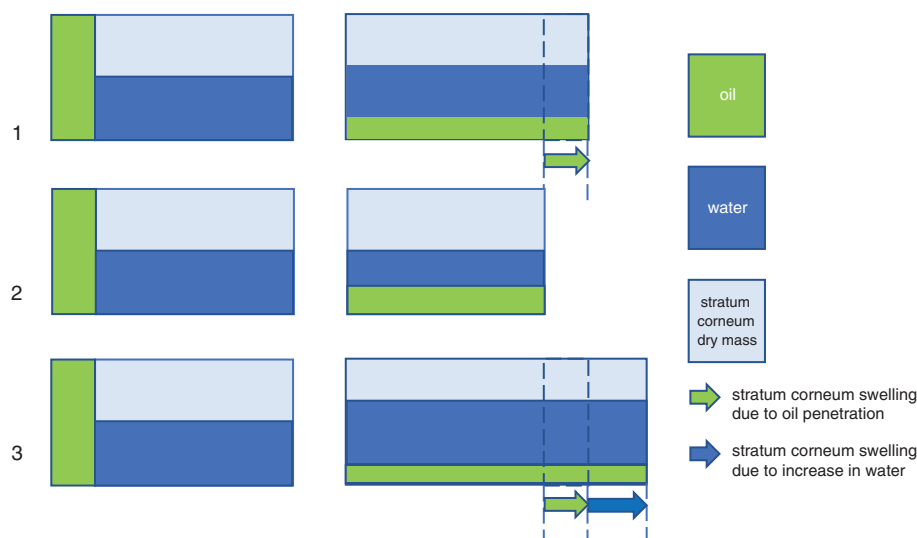 1
2
3
oil
water
stratum
corneum
dry mass
stratum corneum swelling
due to oil penetration
stratum corneum swelling
due to increase in water